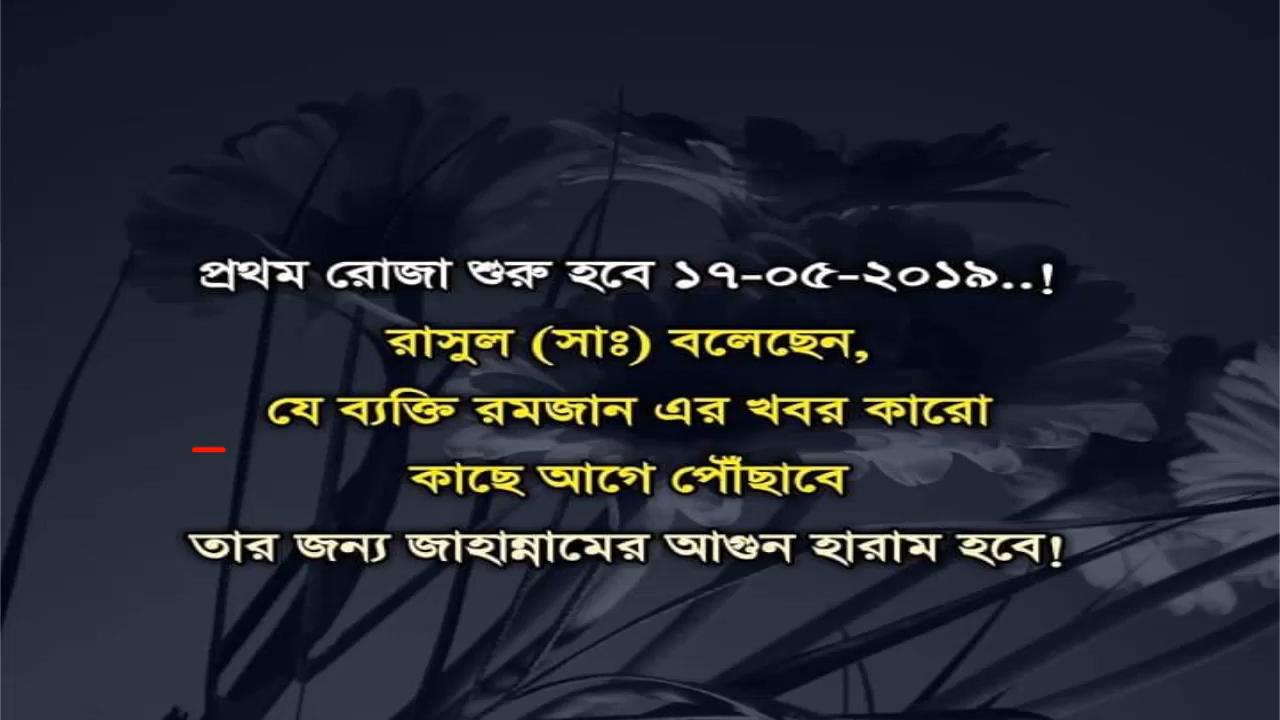 প্রথম রোজা শুরু হবে ১৭-০৫-২০১৯..!
রাসুল (সাঃ) বলেছেন,
যে ব্যক্তি রমজান এর খবর কারো
কাছে আগে পৌঁছাবে
তার জন্য জাহান্নামের আগুন হারাম হবে!